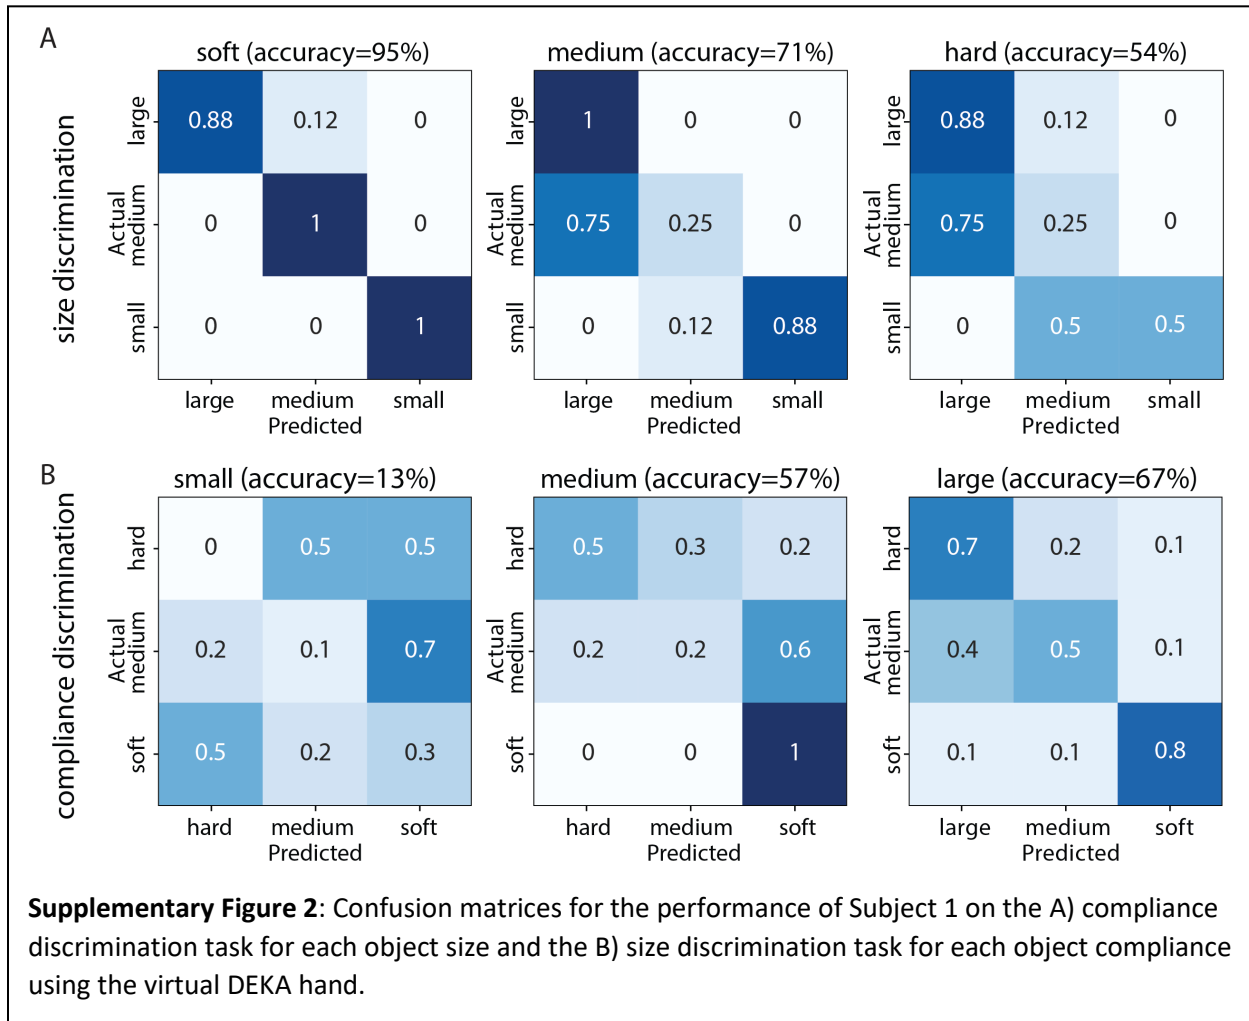 A
soft (accuracy=95%)
medium (accuracy=71%)
hard (accuracy=54%)
size discrimination
large
0.88 0.12 0
Actual
medium
0 1 0
small
0 0 1
large medium small
Predicted
1 0 0
0.75 0.25 0
0 0.12 0.88
large medium small
Predicted
0.88 0.12 0
0.75 0.25 0
0 0.5 0.5
large medium small
Predicted
large
Actual
medium
small
large
Actual
medium
small
B
small (accuracy=13%)
medium (accuracy=57%)
large (accuracy=67%)
compliance discrimination
hard
0 0.5 0.5
Actual
medium
0.2 0.1 0.7
soft
0.5 0.2 0.3
hard medium soft
Predicted
hard
0.5 0.3 0.2
Actual
medium
0.2 0.2 0.6
soft
0 0 1
hard medium soft
Predicted
hard
0.7 0.2 0.1
Actual
medium
0.4 0.5 0.1
soft
0.1 0.1 0.8
large medium soft
Predicted
Supplementary Figure 2: Confusion matrices for the performance of Subject 1 on the A) compliance
discrimination task for each object size and the B) size discrimination task for each object compliance
using the virtual DEKA hand.